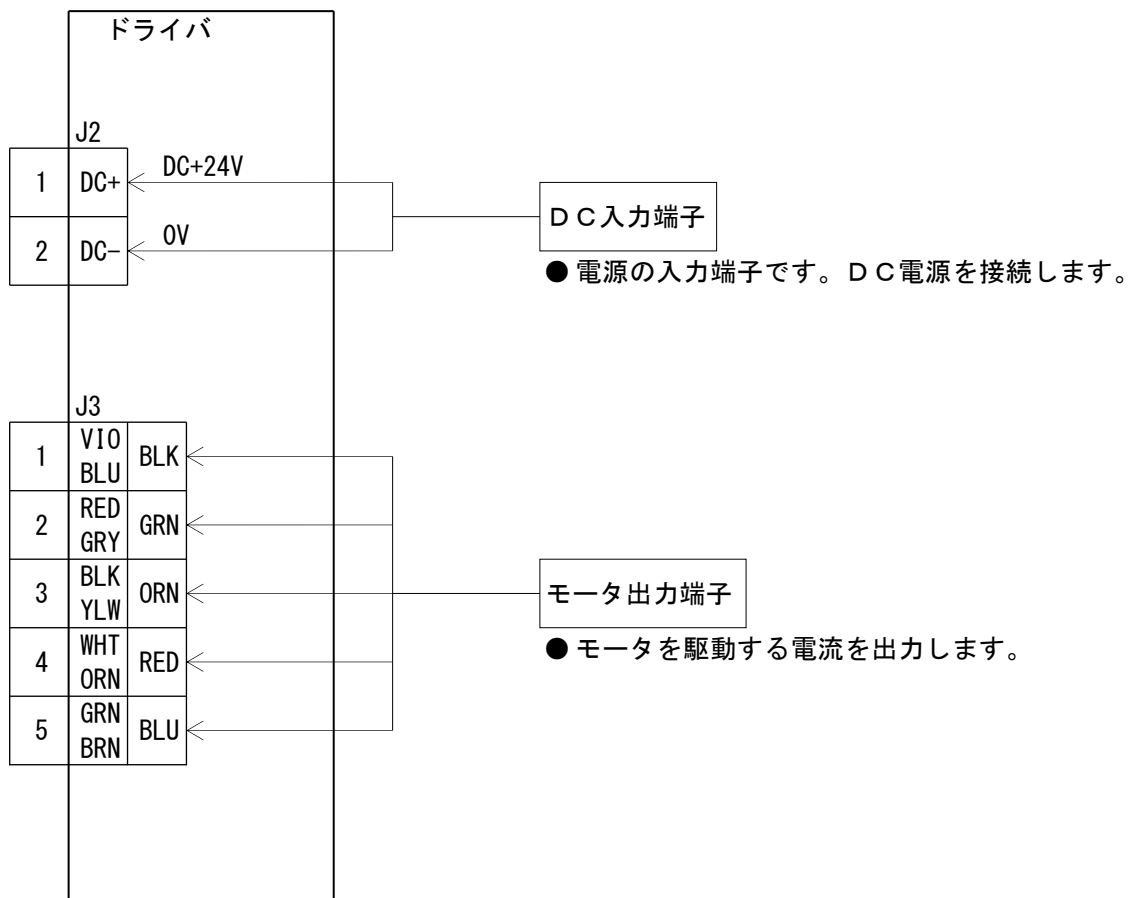 ドライバ
J2
1 DC+ DC+24V
2 DC- 0V
ＤＣ入力端子
● 電源の入力端子です。ＤＣ電源を接続します。
J3
1 VIO BLU BLK
2 RED GRY GRN
3 BLK YLW ORN
4 WHT ORN RED
5 GRN BRN BLU
モータ出力端子
● モータを駆動する電流を出力します。